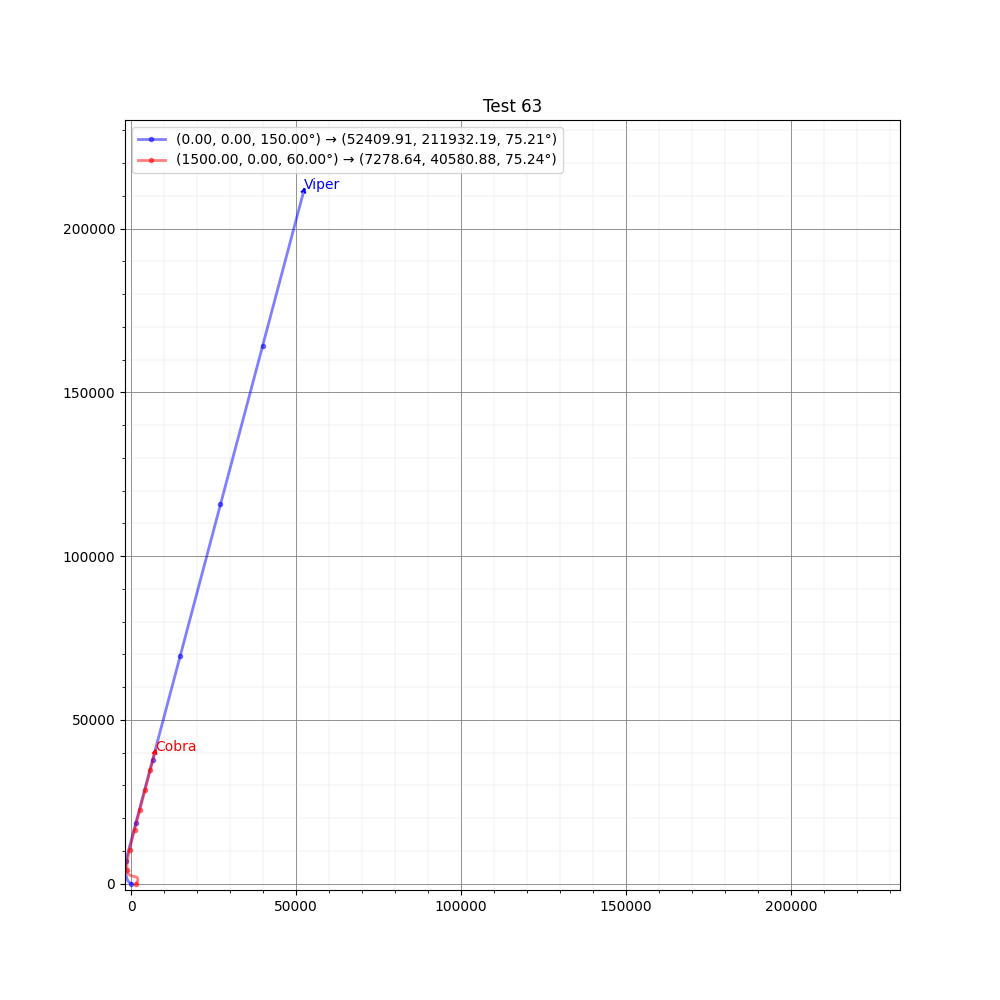 Test 63
(0.00, 0.00, 150.00°) → (52409.91, 211932.19, 75.21°)
(1500.00, 0.00, 60.00°) → (7278.64, 40580.88, 75.24°)
Viper
200000
150000
100000
50000
Cobra
0
0 50000 100000 150000 200000